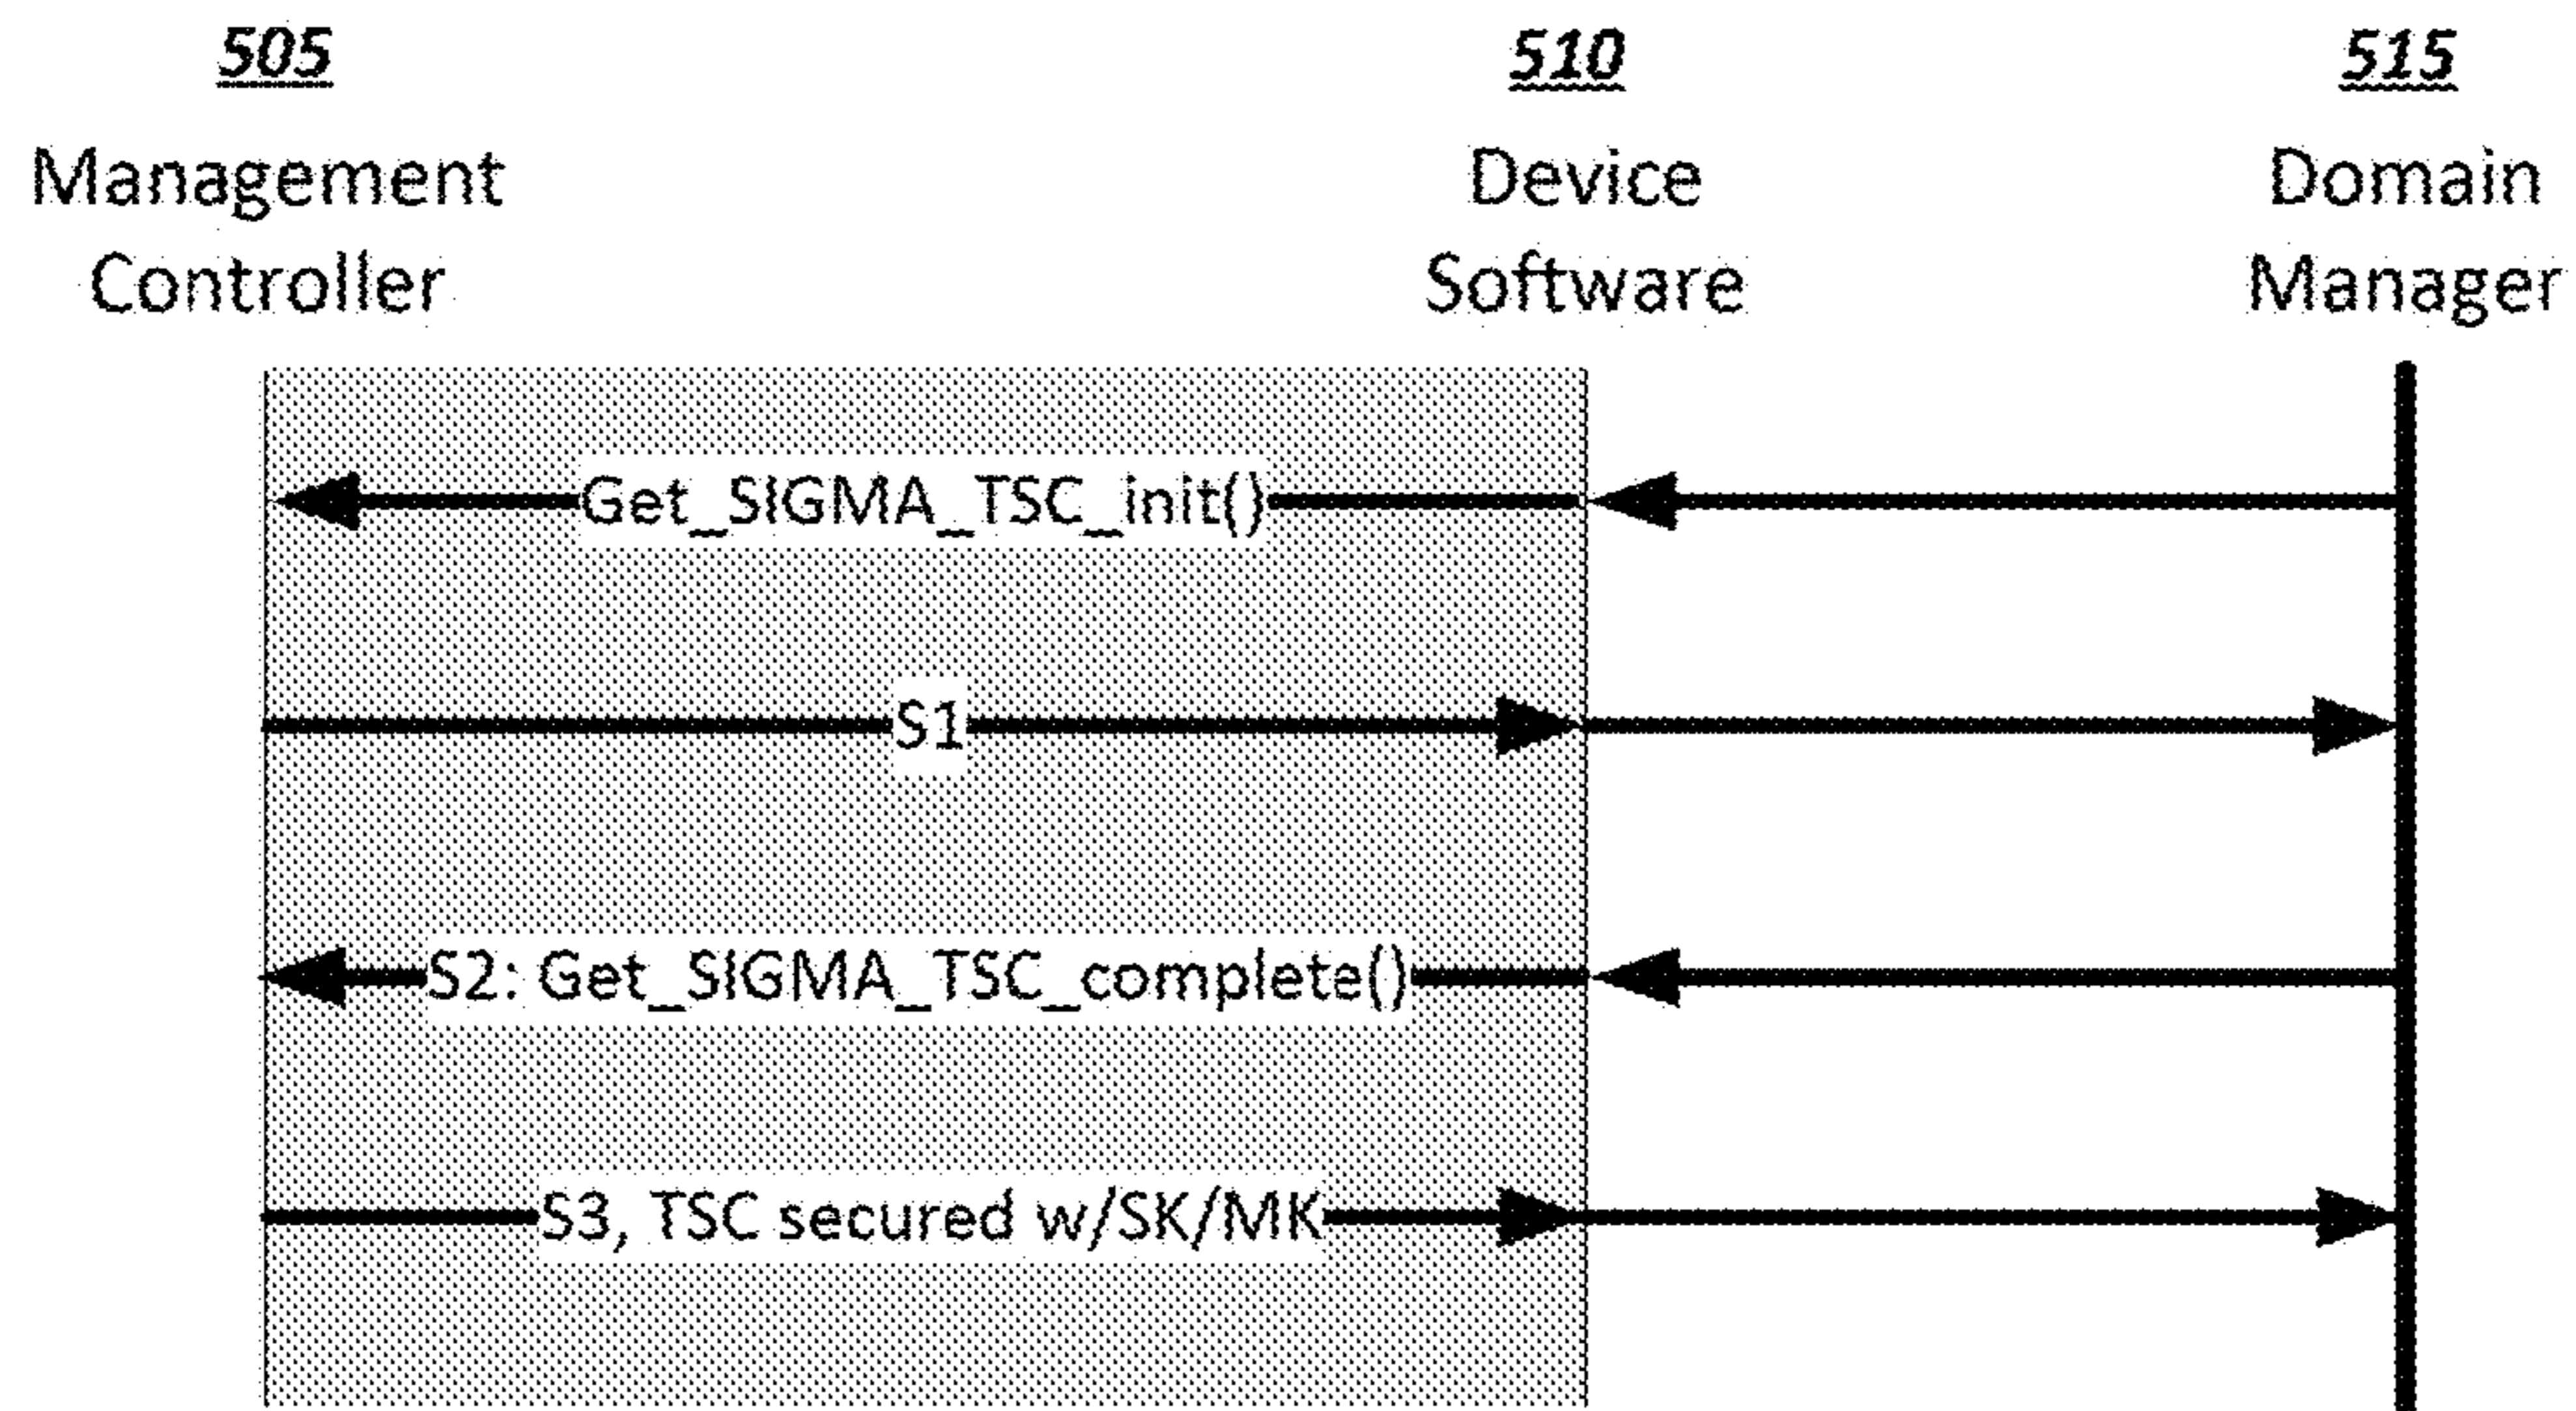 505
Management
Controller
510
Device
Software
515
Domain
Manager
Get_SIGMA_TSC_init()
S1
S2: Get_SIGMA_TSC_complete()
S3, TSC secured w/SK/MK